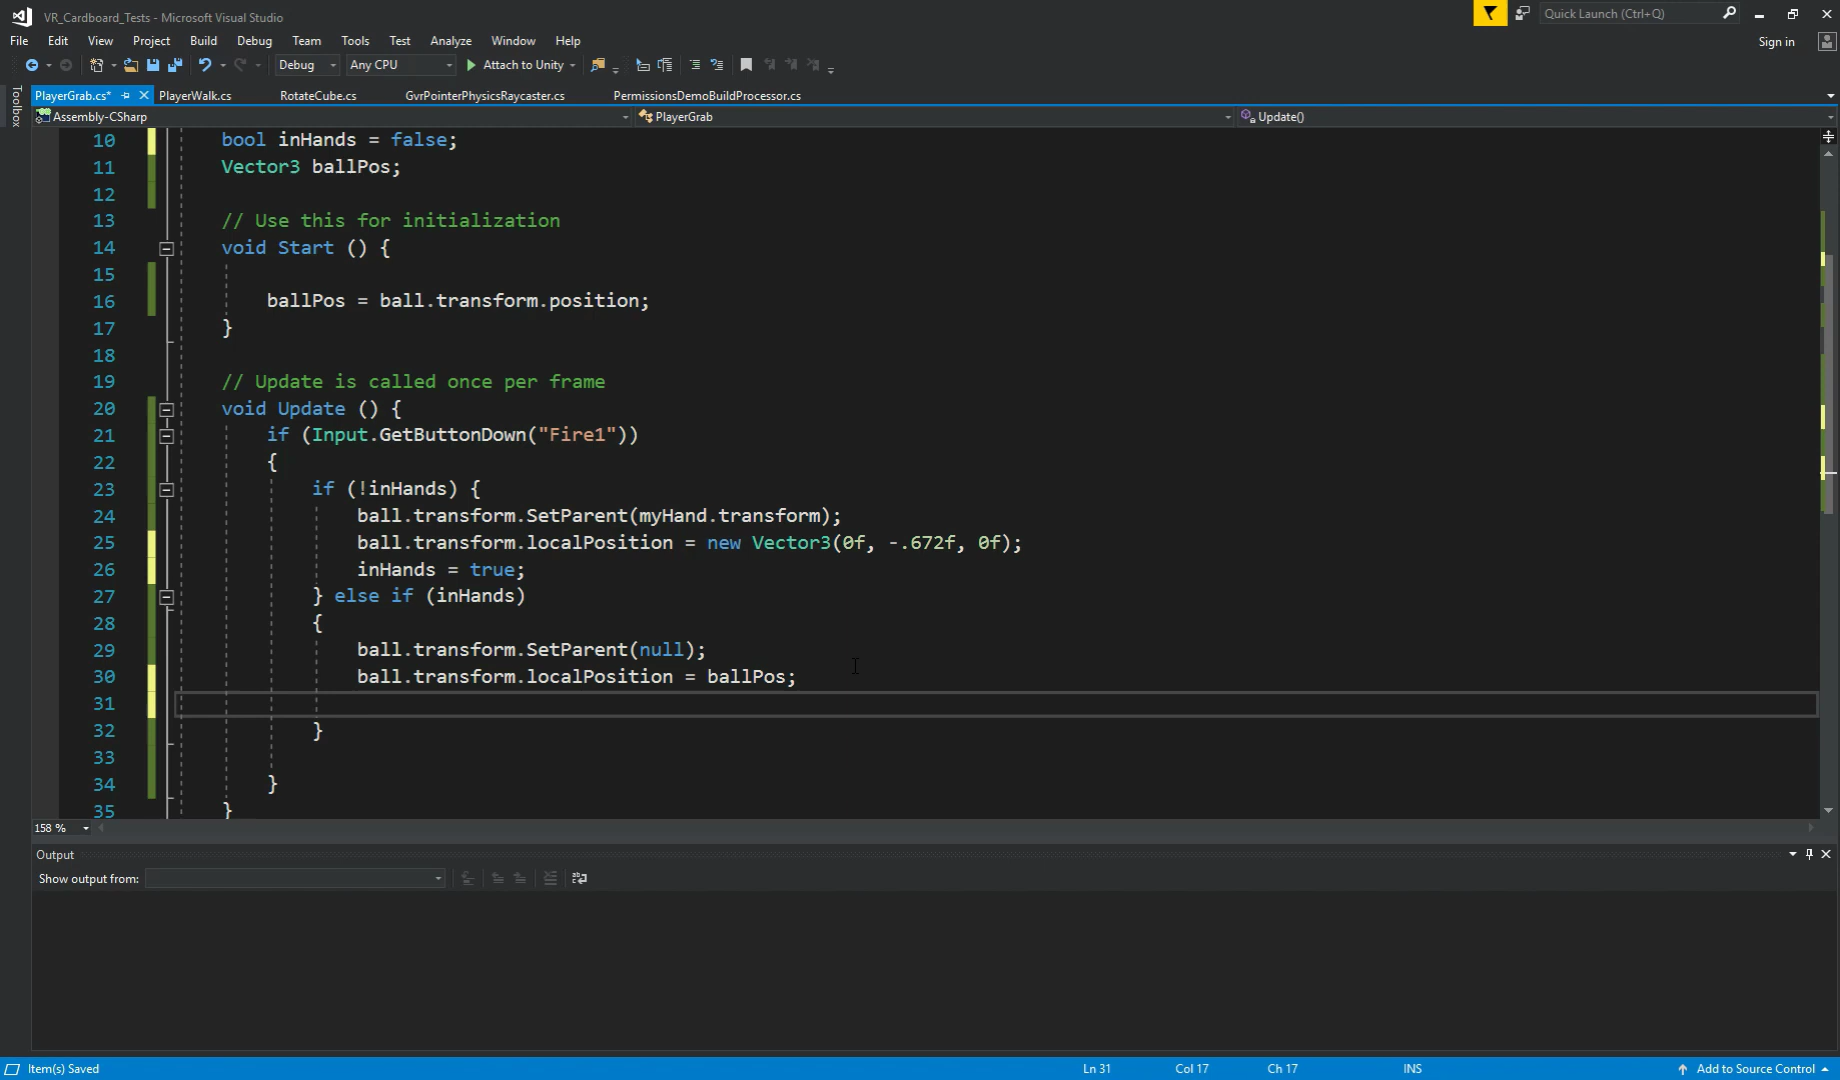 VR_Cardboard_Tests - Microsoft Visual Studio
Quick Launch (Ctrl+Q)
File Edit View Project Build Debug Team Tools Test Analyze Window Help
Sign in
Debug Any CPU Attach to Unity
Toolbox
PlayerGrab.cs* PlayerWalk.cs RotateCube.cs GvrPointerPhysicsRaycaster.cs PermissionsDemoBuildProcessor.cs
Assembly-CSharp PlayerGrab Update()
10 bool inHands = false;
11 Vector3 ballPos;
12
13 // Use this for initialization
14 void Start () {
15
16 ballPos = ball.transform.position;
17 }
18
19 // Update is called once per frame
20 void Update () {
21 if (Input.GetButtonDown("Fire1"))
22 {
23 if (!inHands) {
24 ball.transform.SetParent(myHand.transform);
25 ball.transform.localPosition = new Vector3(0f, -.672f, 0f);
26 inHands = true;
27 } else if (inHands)
28 {
29 ball.transform.SetParent(null);
30 ball.transform.localPosition = ballPos;
31
32 }
33
34 }
35 }
158 %
Output
Show output from:
Item(s) Saved Ln 31 Col 17 Ch 17 INS Add to Source Control